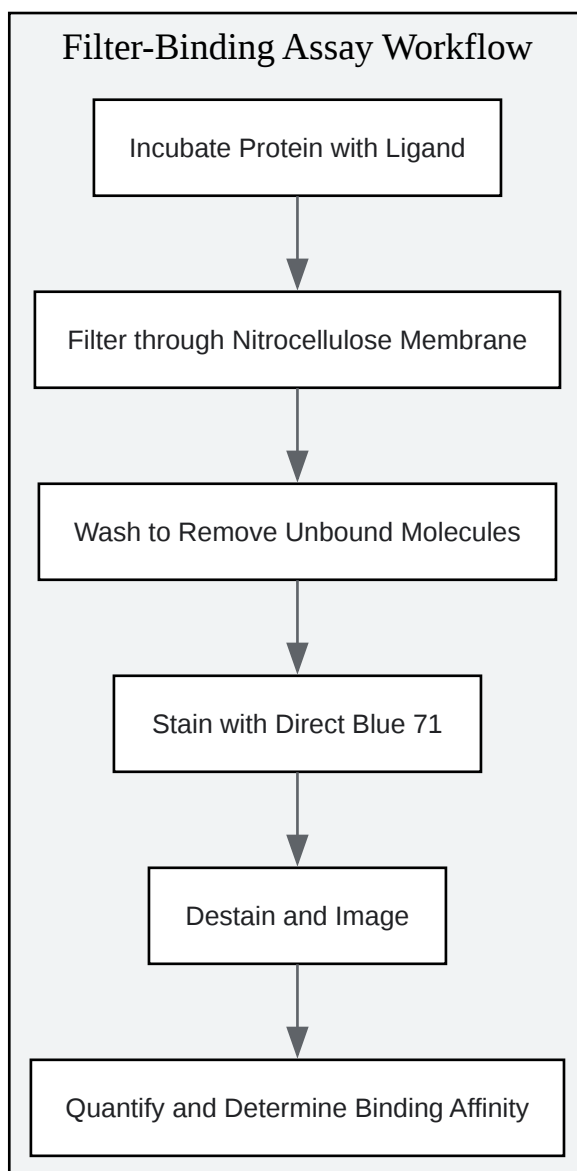 Filter-Binding Assay Workflow
Incubate Protein with Ligand
Filter through Nitrocellulose Membrane
Wash to Remove Unbound Molecules
Stain with Direct Blue 71
Destain and Image
Quantify and Determine Binding Affinity